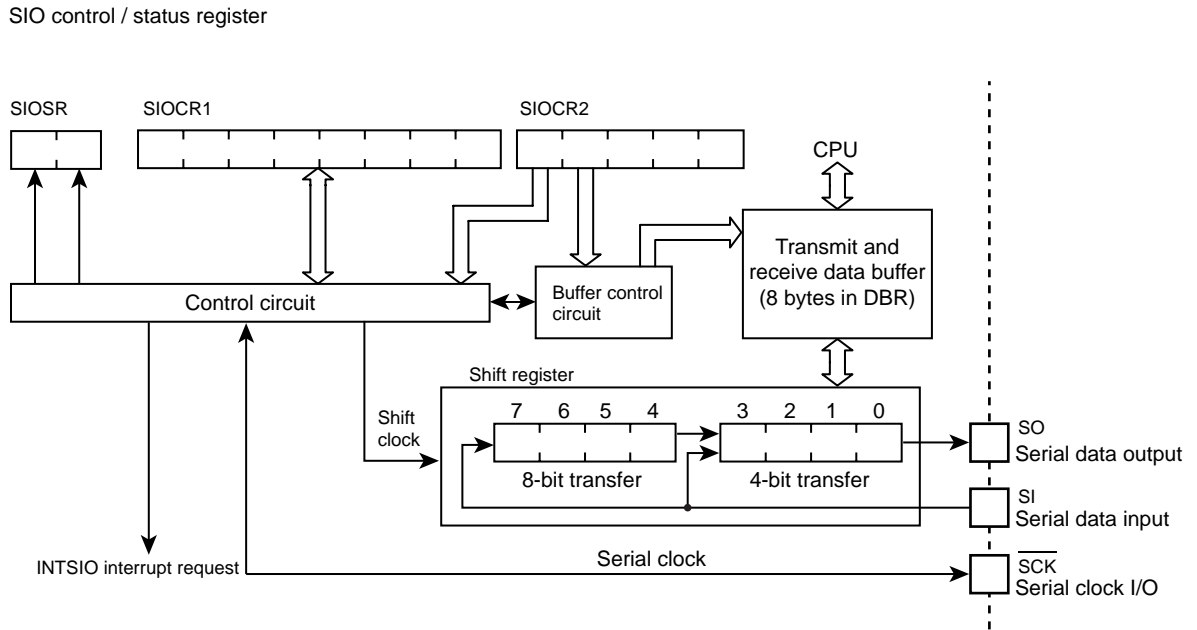 SIO control / status register
SIOSR
SIOCR1
SIOCR2
CPU
Transmit and
receive data buffer
(8 bytes in DBR)
Control circuit
Buffer control
circuit
Shift register
Shift
clock
7 6 5 4 3 2 1 0
8-bit transfer
4-bit transfer
SO
Serial data output
SI
Serial data input
INTSIO interrupt request
Serial clock
SCK
Serial clock I/O